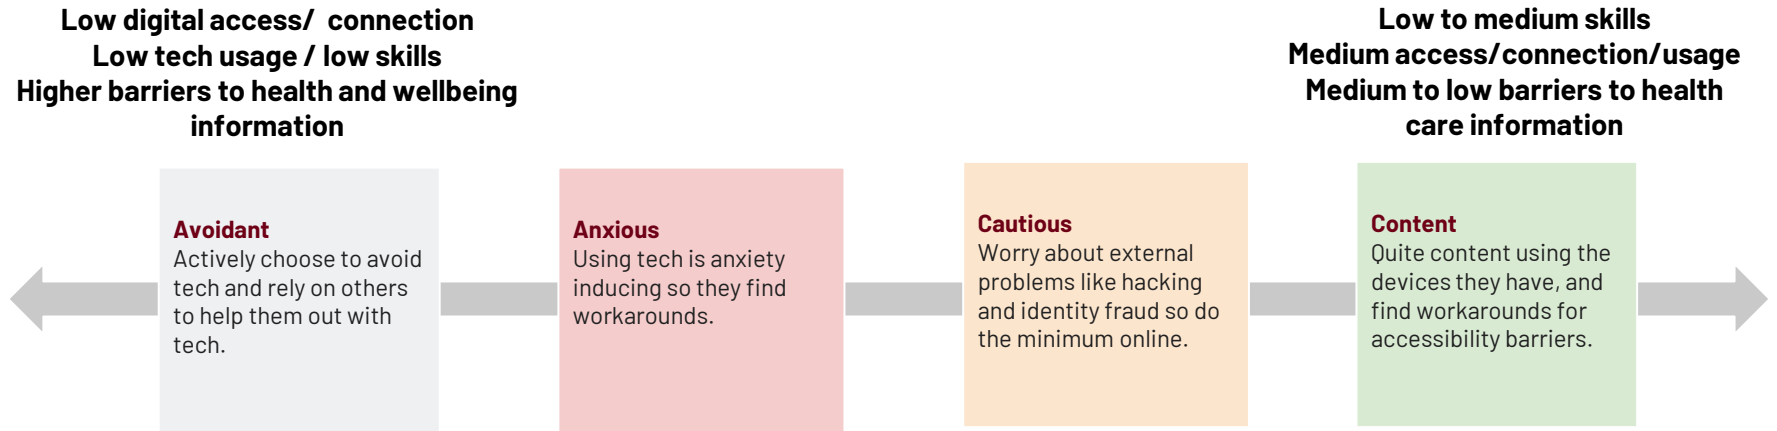 Low digital access/ connection
Low tech usage / low skills
Higher barriers to health and wellbeing
information
Low to medium skills
Medium access/connection/usage
Medium to low barriers to health
care information
Avoidant
Actively choose to avoid
tech and rely on others
to help them out with
tech.
Anxious
Using tech is anxiety
inducing so they find
workarounds.
Cautious
Worry about external
problems like hacking
and identity fraud so do
the minimum online.
Content
Quite content using the
devices they have, and
find workarounds for
accessibility barriers.